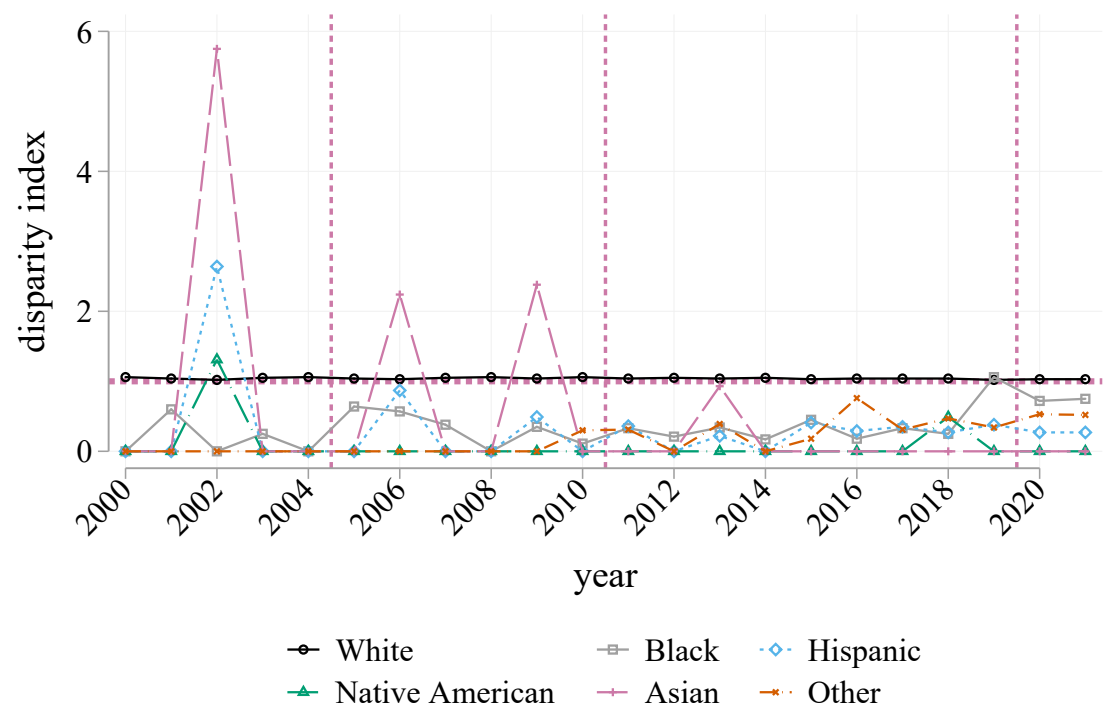 6
4
2
0
disparity index
2000 2002 2004 2006 2008 2010 2012 2014 2016 2018 2020
year
White Black Hispanic
Native American Asian Other